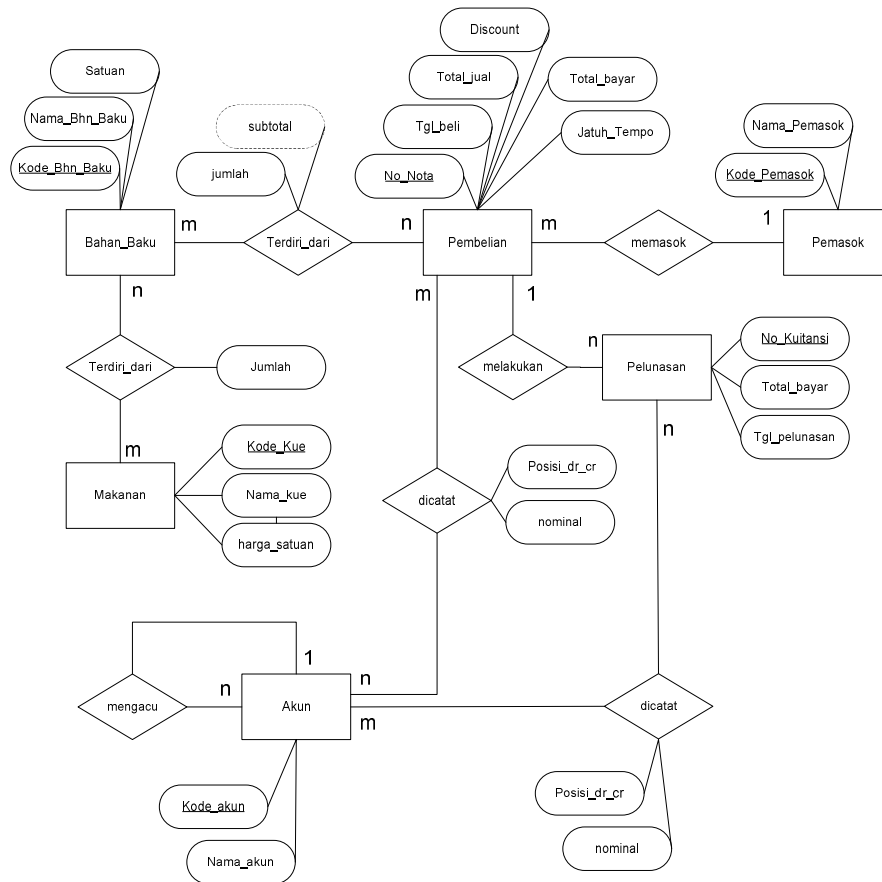 Discount
Satuan
Total_jual
Total_bayar
Nama_Bhn_Baku
subtotal
Tgl_beli
Jatuh_Tempo
Nama_Pemasok
Kode_Bhn_Baku
jumlah
No_Nota
Kode_Pemasok
m
n
m
1
Bahan_Baku
Terdiri_dari
Pembelian
memasok
Pemasok
n
m
1
n
No_Kuitansi
Terdiri_dari
Jumlah
melakukan
Pelunasan
Total_bayar
n
Tgl_pelunasan
m
Kode_Kue
Posisi_dr_cr
Makanan
Nama_kue
dicatat
nominal
harga_satuan
1
n
n
mengacu
Akun
dicatat
m
Posisi_dr_cr
Kode_akun
nominal
Nama_akun